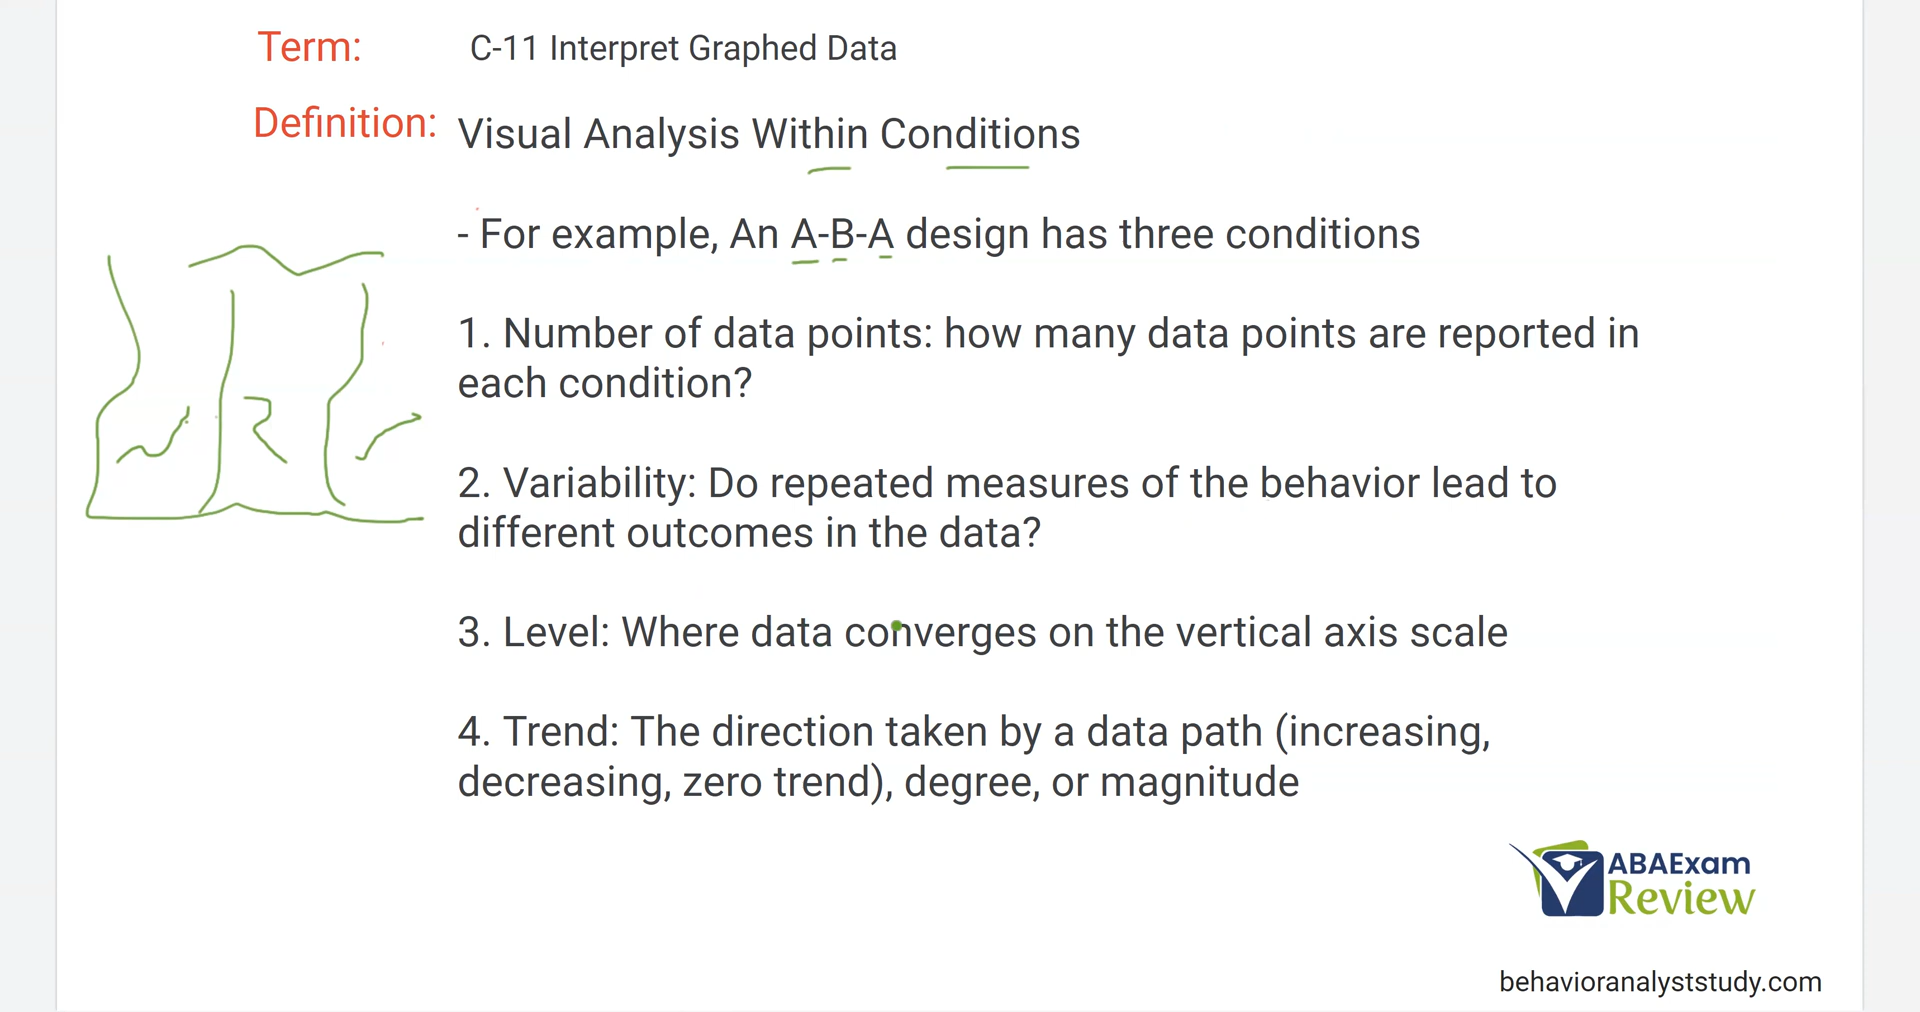 Term: C-11 Interpret Graphed Data
Definition: Visual Analysis Within Conditions
- For example, An A-B-A design has three conditions
1. Number of data points: how many data points are reported in
each condition?
2. Variability: Do repeated measures of the behavior lead to
different outcomes in the data?
3. Level: Where data converges on the vertical axis scale
4. Trend: The direction taken by a data path (increasing,
decreasing, zero trend), degree, or magnitude
ABAExam
Review
behavioranalyststudy.com